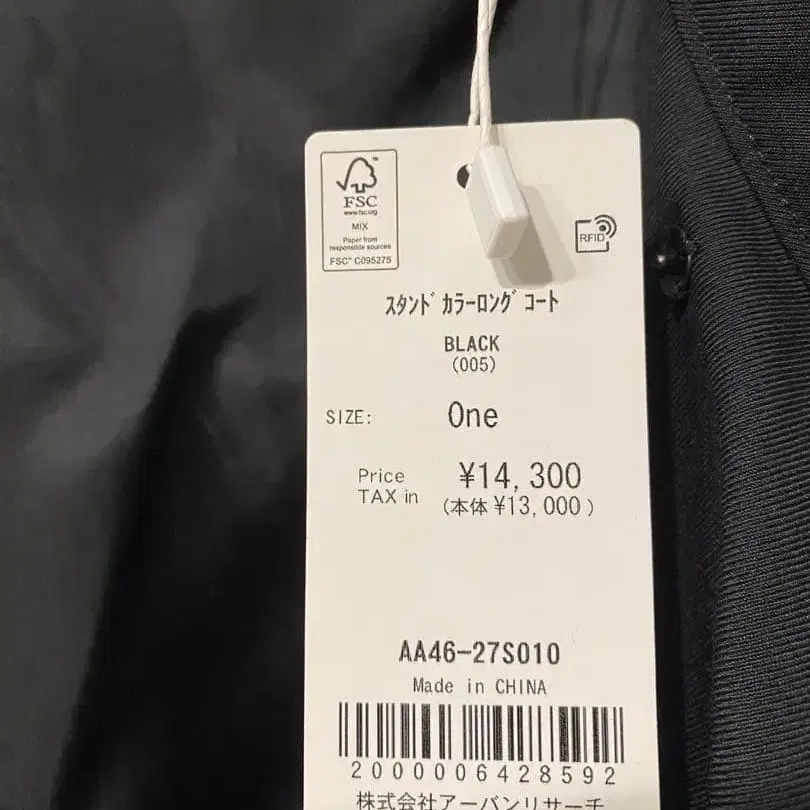 FSC™
www.fsc.org
MIX
Paper from
responsible sources
FSC™ C095275
RFID
ｽﾀﾝﾄﾞｶﾗｰﾛﾝｸﾞｺｰﾄ
BLACK
(005)
SIZE: One
Price ¥14,300
TAX in (本体¥13,000)
AA46-27S010
Made in CHINA
2000006428592
株式会社アーバンリサーチ